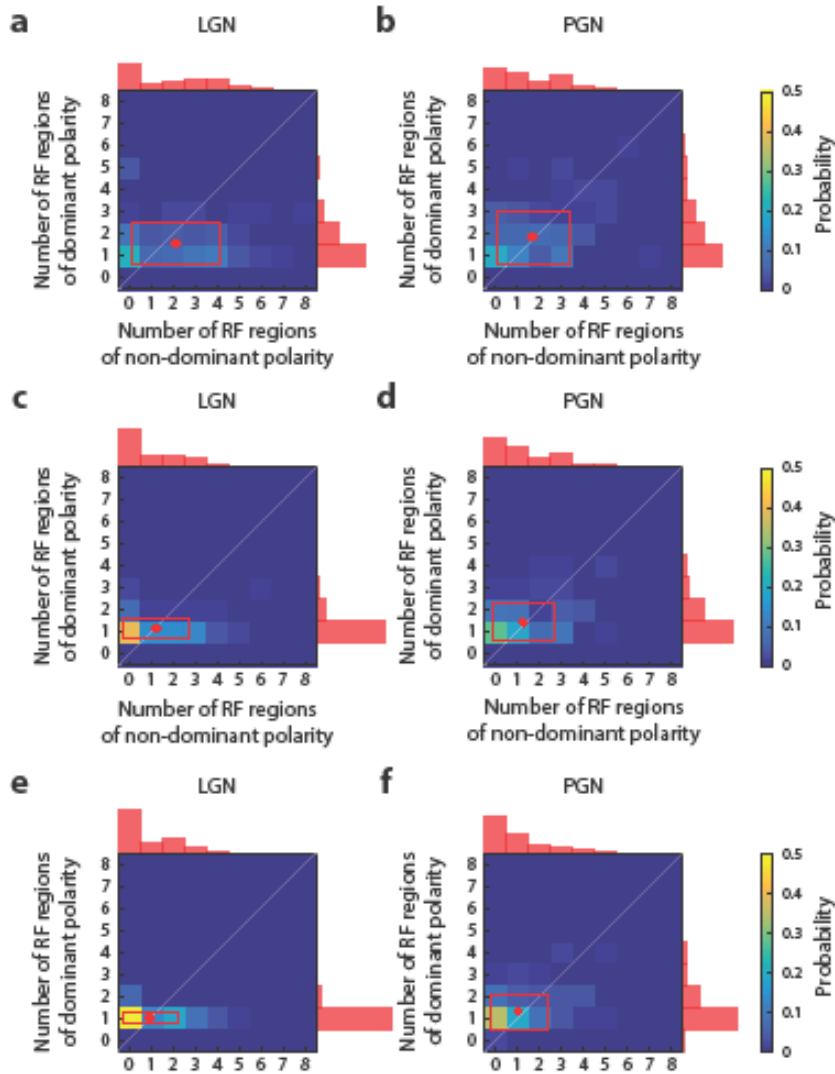 a
LGN
b
PGN
Number of RF regions
of dominant polarity
8
7
6
5
4
3
2
1
0
0 1 2 3 4 5 6 7 8
Number of RF regions
of non-dominant polarity
Number of RF regions
of dominant polarity
8
7
6
5
4
3
2
1
0
0 1 2 3 4 5 6 7 8
Number of RF regions
of non-dominant polarity
0.5
0.4
0.3
0.2
0.1
0
Probability
c
LGN
d
PGN
Number of RF regions
of dominant polarity
8
7
6
5
4
3
2
1
0
0 1 2 3 4 5 6 7 8
Number of RF regions
of non-dominant polarity
Number of RF regions
of dominant polarity
8
7
6
5
4
3
2
1
0
0 1 2 3 4 5 6 7 8
Number of RF regions
of non-dominant polarity
0.5
0.4
0.3
0.2
0.1
0
Probability
e
LGN
f
PGN
Number of RF regions
of dominant polarity
8
7
6
5
4
3
2
1
0
0 1 2 3 4 5 6 7 8
Number of RF regions
of dominant polarity
8
7
6
5
4
3
2
1
0
0 1 2 3 4 5 6 7 8
0.5
0.4
0.3
0.2
0.1
0
Probability